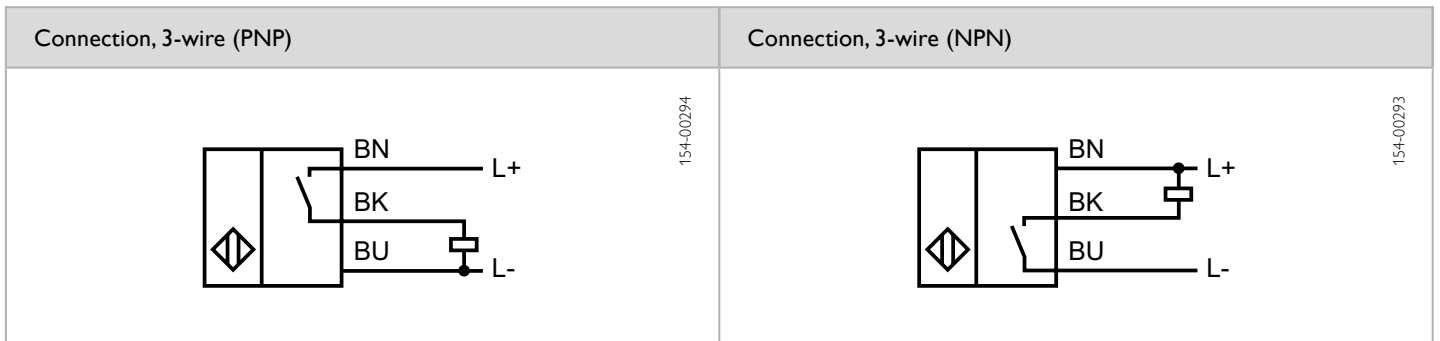 Connection, 3-wire (PNP)
Connection, 3-wire (NPN)
154-00294
BN
L+
BK
BU
L-
154-00293
BN
L+
BK
BU
L-